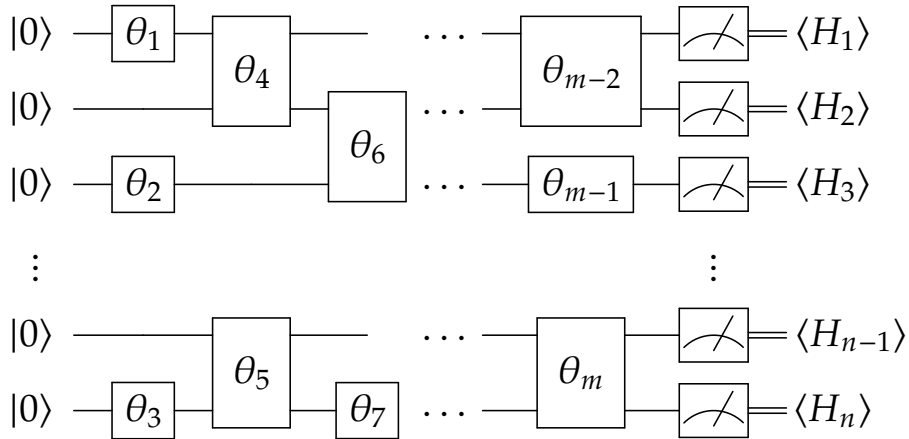 |0⟩ θ₁ θ₄ ⋯ θₘ₋₂ ⟨H₁⟩
|0⟩ θ₆ ⋯ ⟨H₂⟩
|0⟩ θ₂ ⋯ θₘ₋₁ ⟨H₃⟩
⋮ ⋮
|0⟩ θ₅ ⋯ θₘ ⟨Hₙ₋₁⟩
|0⟩ θ₃ θ₇ ⋯ ⟨Hₙ⟩